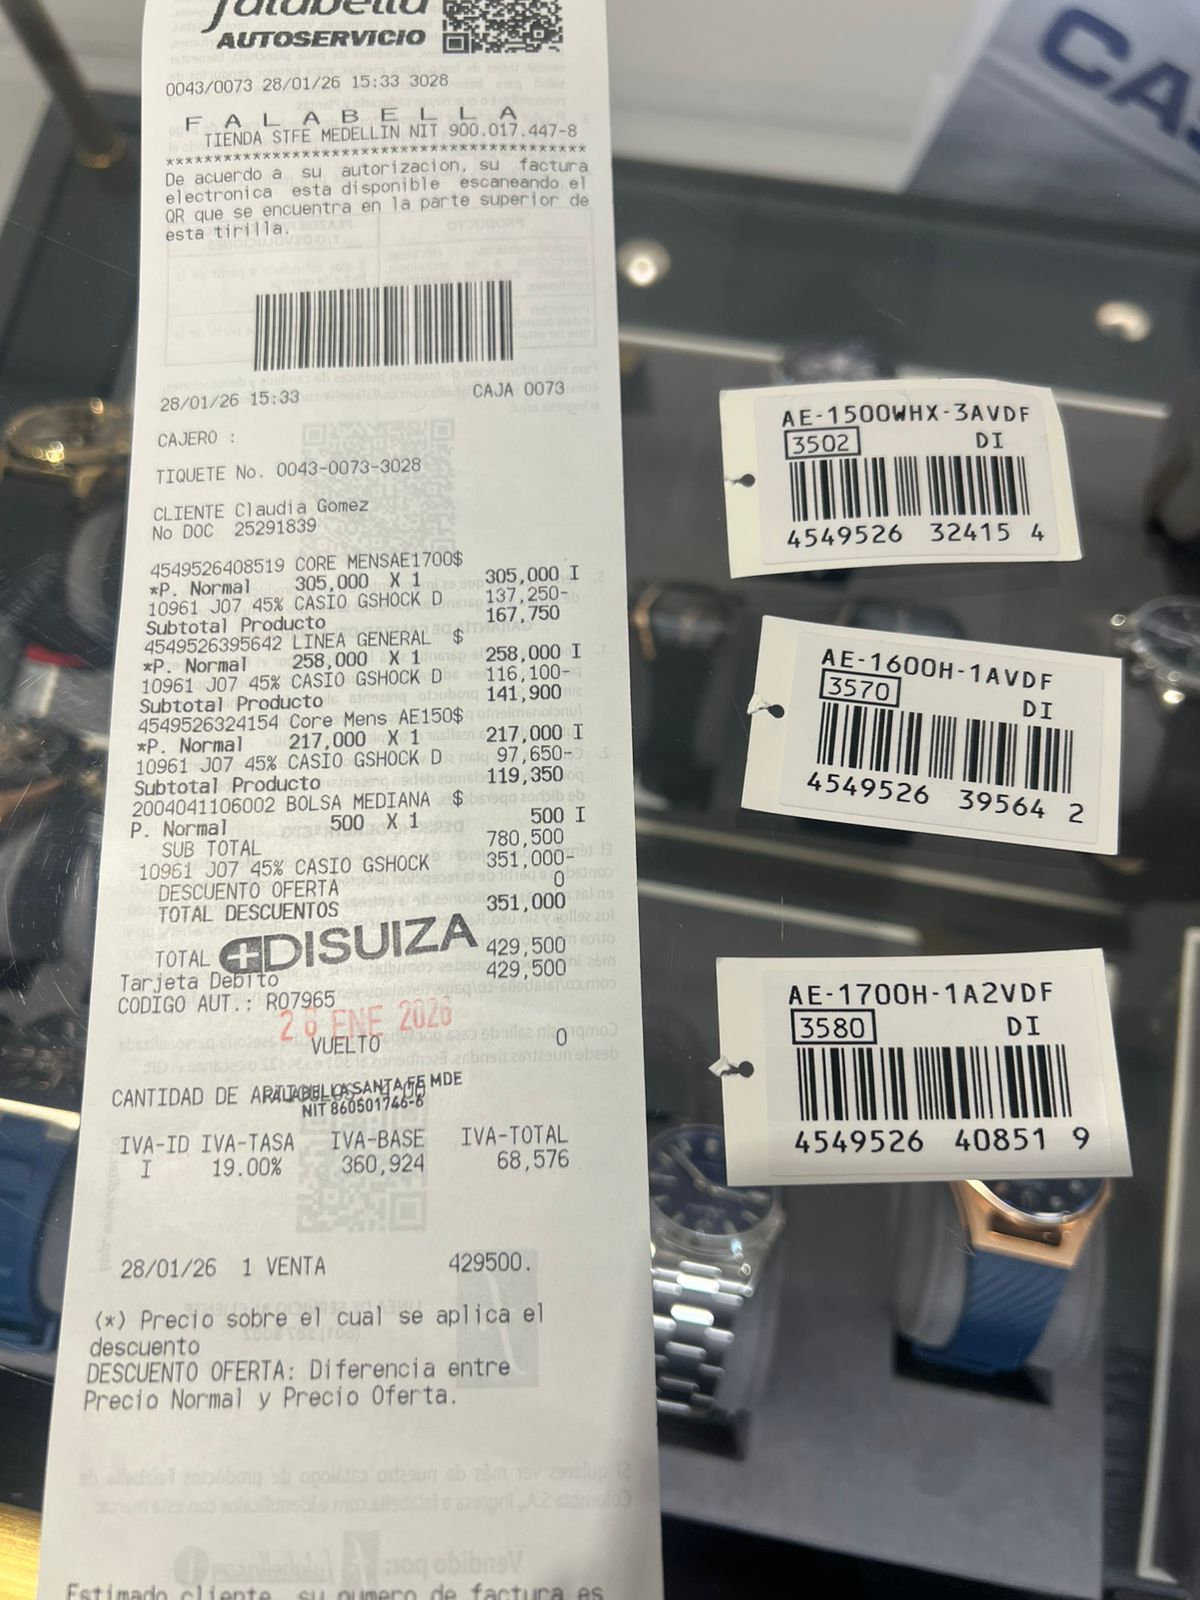 falabella
AUTOSERVICIO
0043/0073 28/01/26 15:33 3028
F A L A B E L L A
TIENDA STFE MEDELLIN NIT 900.017.447-8
******************************************
De acuerdo a su autorizacion, su factura
electronica esta disponible escaneando el
QR que se encuentra en la parte superior de
esta tirilla.
28/01/26 15:33 CAJA 0073
CAJERO :
TIQUETE No. 0043-0073-3028
CLIENTE Claudia Gomez
No DOC 25291839
4549526408519 CORE MENSAE1700$
*P. Normal 305,000 X 1 305,000 I
10961 J07 45% CASIO GSHOCK D 137,250-
Subtotal Producto 167,750
4549526395642 LINEA GENERAL $
*P. Normal 258,000 X 1 258,000 I
10961 J07 45% CASIO GSHOCK D 116,100-
Subtotal Producto 141,900
4549526324154 Core Mens AE150$
*P. Normal 217,000 X 1 217,000 I
10961 J07 45% CASIO GSHOCK D 97,650-
Subtotal Producto 119,350
2004041106002 BOLSA MEDIANA $
P. Normal 500 X 1 500 I
SUB TOTAL 780,500
10961 J07 45% CASIO GSHOCK 351,000-
DESCUENTO OFERTA 0
TOTAL DESCUENTOS 351,000
TOTAL 429,500
DISUIZA
Tarjeta Debito 429,500
CODIGO AUT.: R07965
26 ENE 2026
VUELTO 0
CANTIDAD DE
FALABELLA SANTA FE MDE
NIT 860501746-6
IVA-ID IVA-TASA IVA-BASE IVA-TOTAL
I 19.00% 360,924 68,576
28/01/26 1 VENTA 429500.
(*) Precio sobre el cual se aplica el
descuento
DESCUENTO OFERTA: Diferencia entre
Precio Normal y Precio Oferta.
Estimado cliente, su numero de factura es
CAS
AE-1500WHX-3AVDF
3502 DI
4549526 32415 4
AE-1600H-1AVDF
3570 DI
4549526 39564 2
AE-1700H-1A2VDF
3580 DI
4549526 40851 9